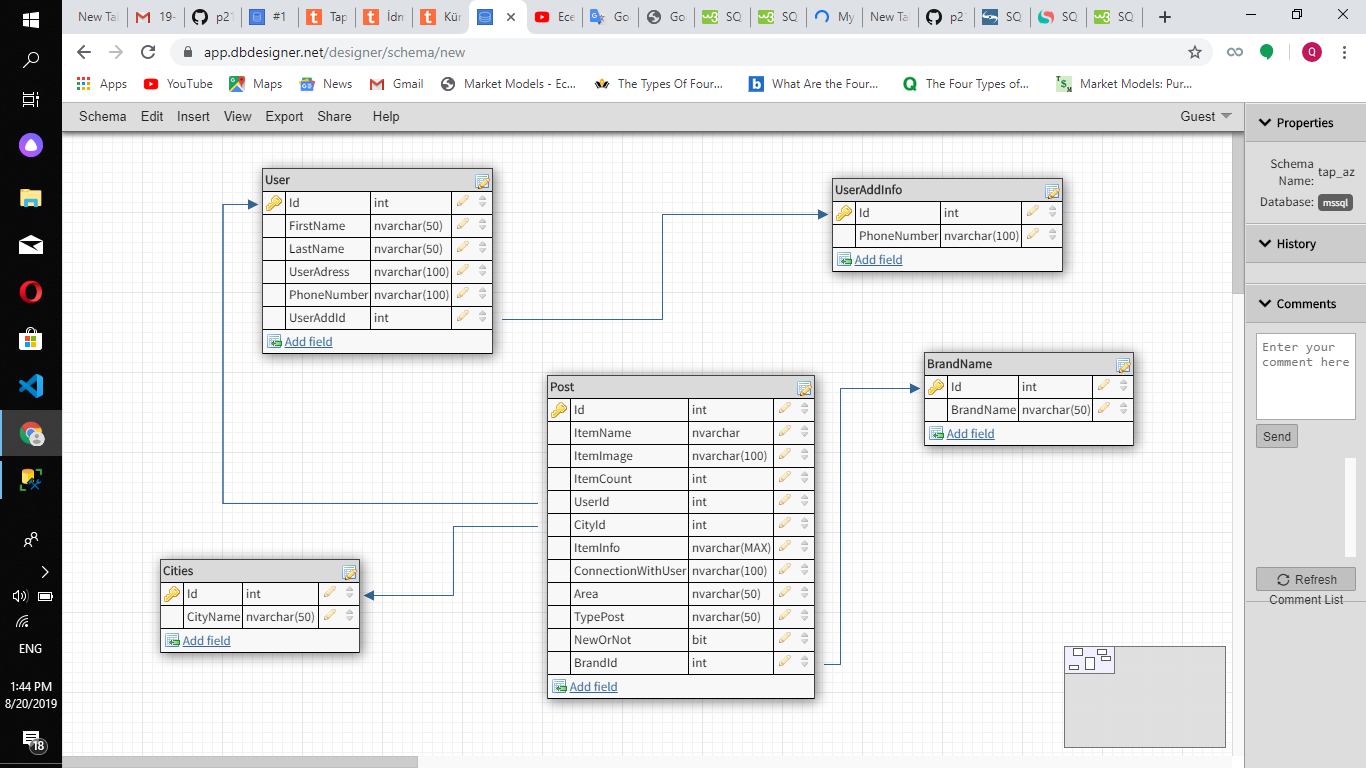 New Tal
19-
p21
#1
Tap
İdn
Kür
Ece
Go
Go
SQ
SQ
My
New Tal
p2
SQ
SQ
SQ
app.dbdesigner.net/designer/schema/new
Q
Apps
YouTube
Maps
News
Gmail
Market Models - Ec...
The Types Of Four...
What Are the Four...
The Four Types of...
Market Models: Pur...
Schema Edit Insert View Export Share Help
Guest
User
Id int
FirstName nvarchar(50)
LastName nvarchar(50)
UserAdress nvarchar(100)
PhoneNumber nvarchar(100)
UserAddId int
Add field
UserAddInfo
Id int
PhoneNumber nvarchar(100)
Add field
BrandName
Id int
BrandName nvarchar(50)
Add field
Post
Id int
ItemName nvarchar
ItemImage nvarchar(100)
ItemCount int
UserId int
CityId int
ItemInfo nvarchar(MAX)
ConnectionWithUser nvarchar(100)
Area nvarchar(50)
TypePost nvarchar(50)
NewOrNot bit
BrandId int
Add field
Cities
Id int
CityName nvarchar(50)
Add field
Properties
Schema Name: tap_az
Database: mssql
History
Comments
Enter your
comment here
Send
Refresh
Comment List
ENG
1:44 PM
8/20/2019
18